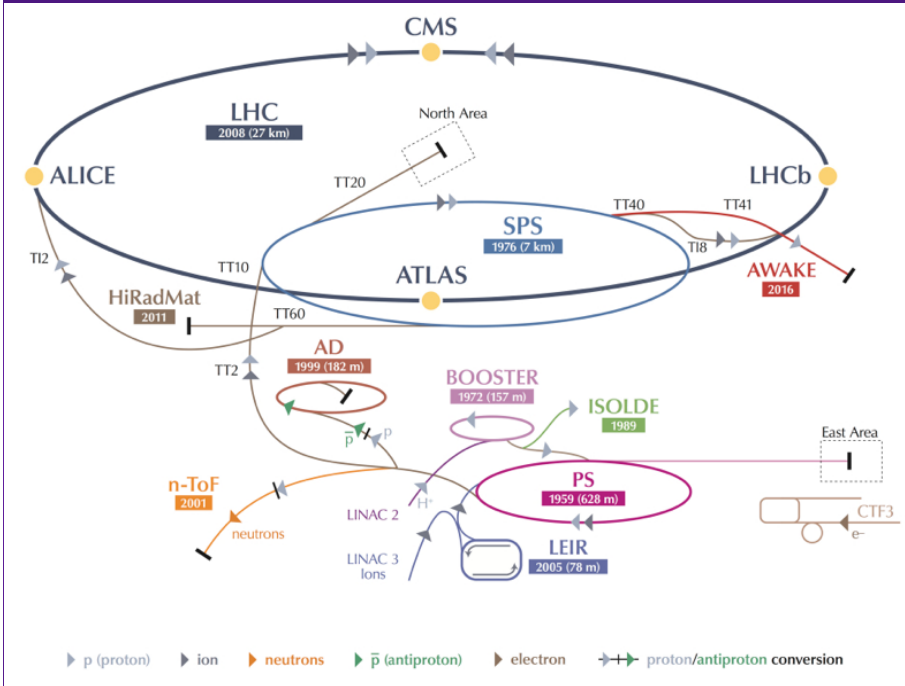 CMS
LHC
2008 (27 km)
North Area
ALICE
LHCb
TT20
TT40
TT41
SPS
1976 (7 km)
TI8
TI2
TT10
ATLAS
AWAKE
2016
HiRadMat
2011
TT60
AD
1999 (182 m)
TT2
BOOSTER
1972 (157 m)
ISOLDE
1989
p̅
p
East Area
n-ToF
2001
PS
1959 (628 m)
H⁺
LINAC 2
neutrons
CTF3
e⁻
LEIR
2005 (78 m)
LINAC 3
Ions
p (proton)
ion
neutrons
p̅ (antiproton)
electron
proton/antiproton conversion